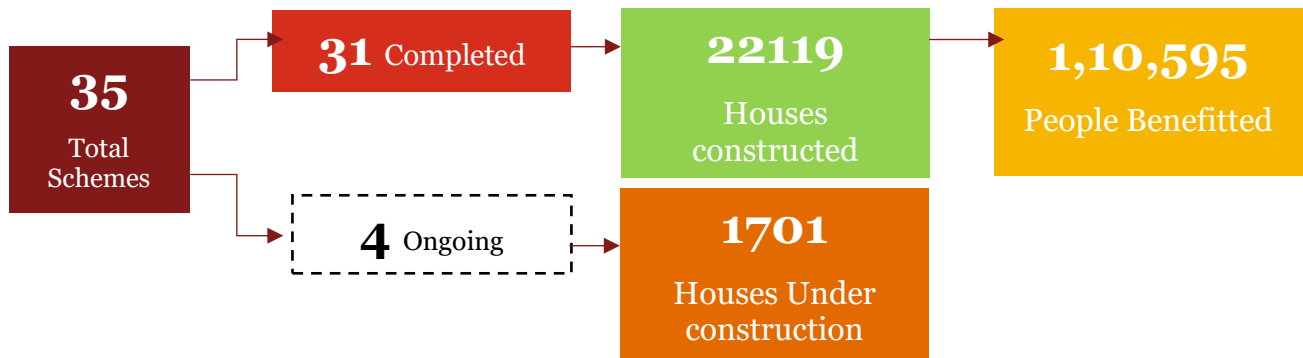 35
Total
Schemes
31 Completed
22119
Houses
constructed
1,10,595
People Benefitted
4 Ongoing
1701
Houses Under
construction